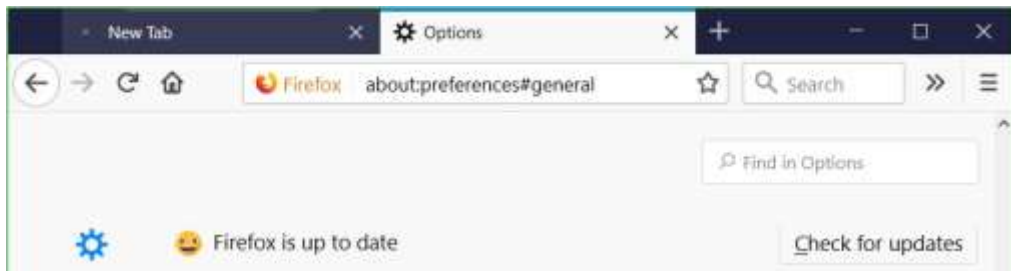 New Tab
Options
Firefox about:preferences#general
Search
Find in Options
Firefox is up to date
Check for updates